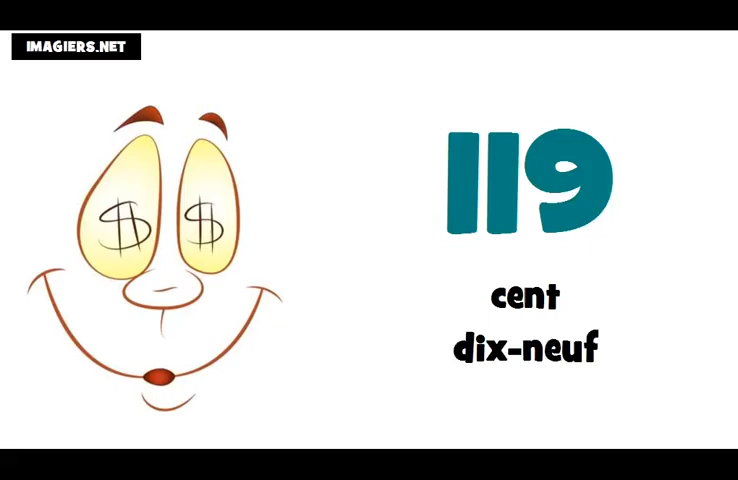 IMAGIERS.NET
$ $
119
cent
dix-neuf